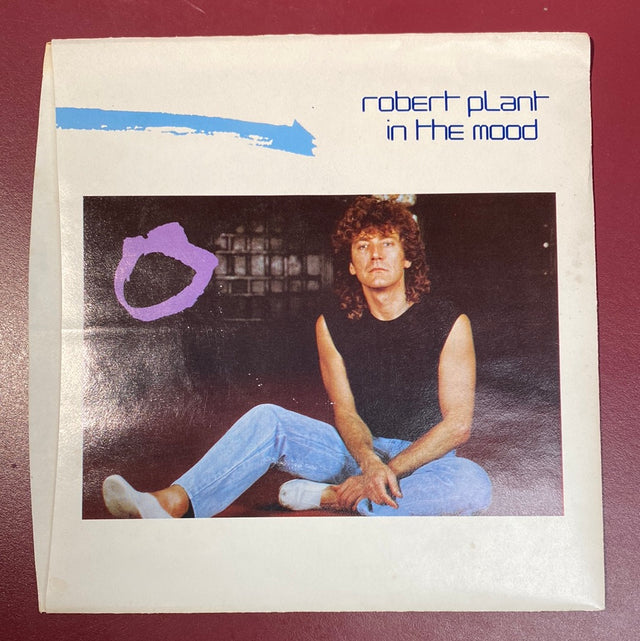 robert plant
in the mood